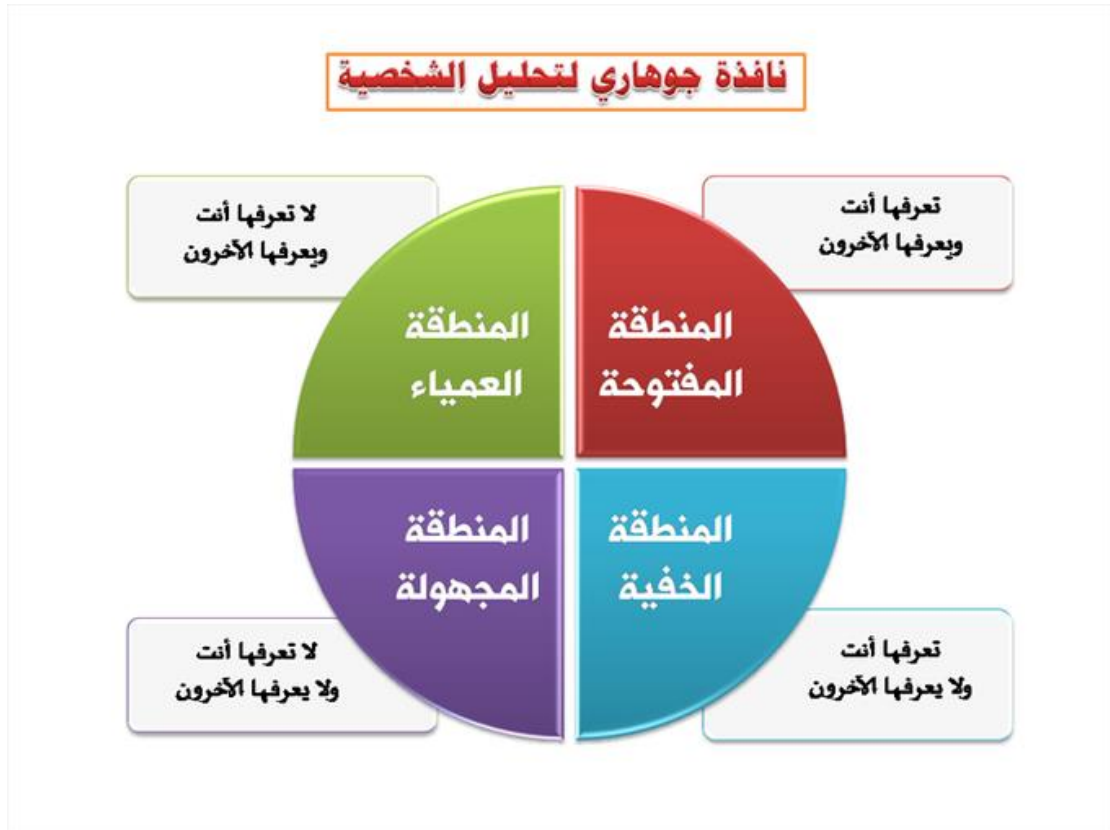 نافذة جوهاري لتحليل الشخصية
تعرفها أنت
ويعرفها الآخرون
المنطقة
المفتوحة
لا تعرفها أنت
ويعرفها الآخرون
المنطقة
العمياء
المنطقة
الخفية
تعرفها أنت
ولا يعرفها الآخرون
المنطقة
المجهولة
لا تعرفها أنت
ولا يعرفها الآخرون